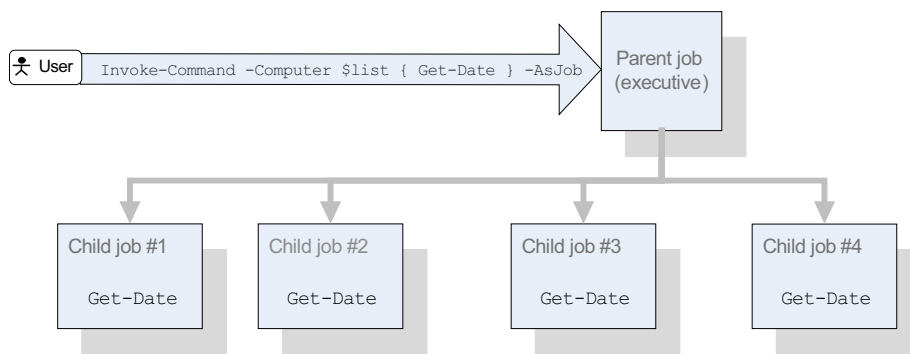 User
Invoke-Command -Computer $list { Get-Date } -AsJob
Parent job
(executive)
Child job #1
Get-Date
Child job #2
Get-Date
Child job #3
Get-Date
Child job #4
Get-Date